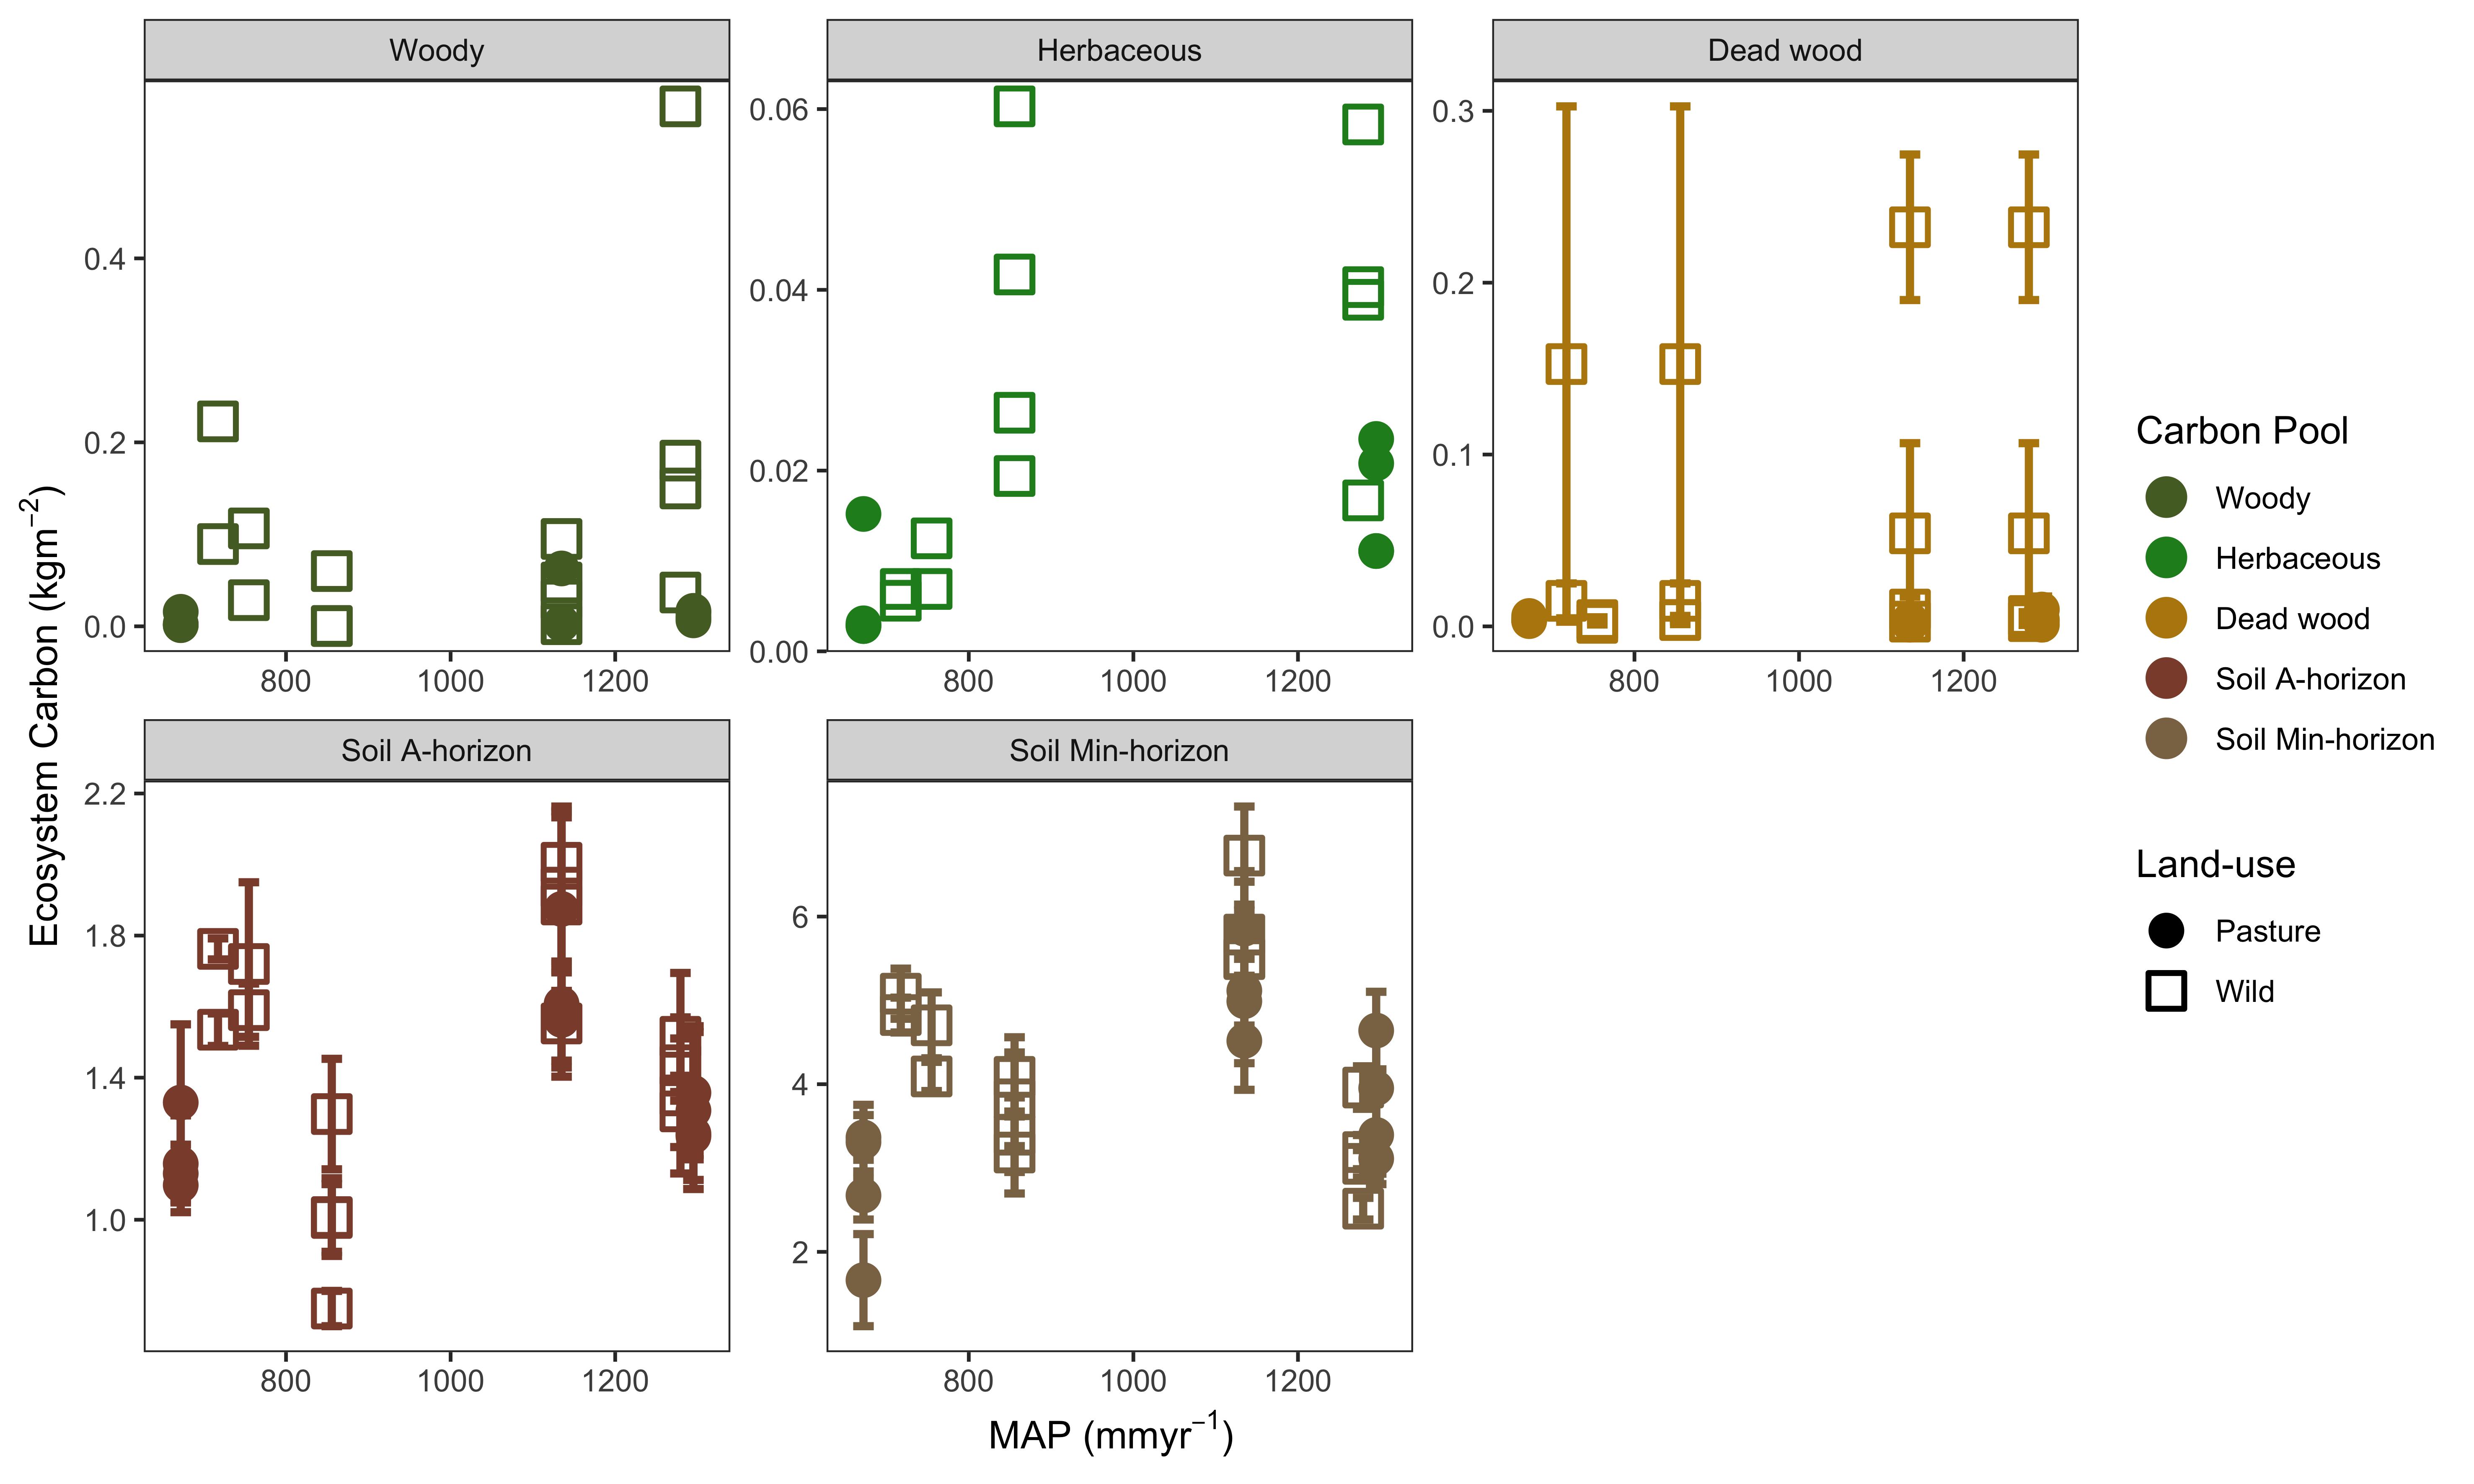 Woody
Herbaceous
Dead wood
0.4
0.2
0.0
800
1000
1200
0.06
0.04
0.02
0.00
800
1000
1200
0.3
0.2
0.1
0.0
800
1000
1200
Ecosystem Carbon (kgm⁻²)
Soil A-horizon
Soil Min-horizon
2.2
1.8
1.4
1.0
800
1000
1200
6
4
2
800
1000
1200
MAP (mmyr⁻¹)
Carbon Pool
Woody
Herbaceous
Dead wood
Soil A-horizon
Soil Min-horizon
Land-use
Pasture
Wild